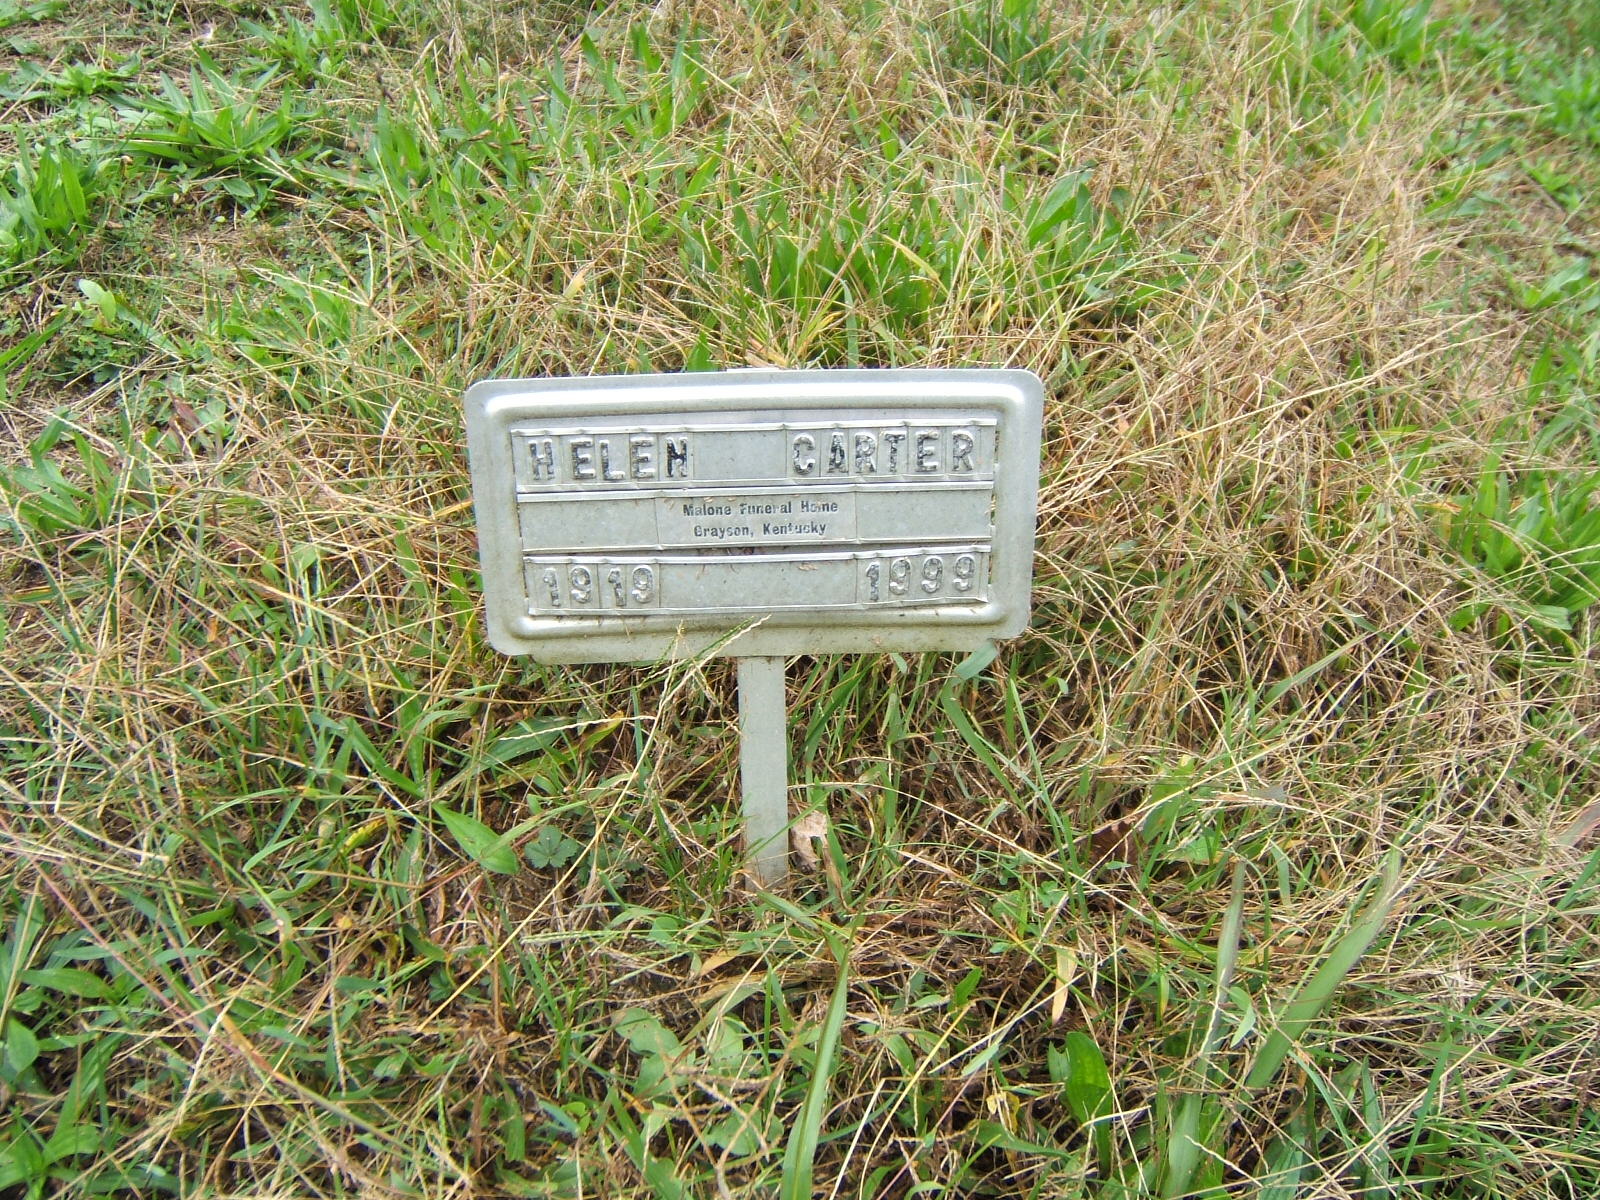 HELEN CARTER
Malone Funeral Home
Grayson, Kentucky
1919 1999